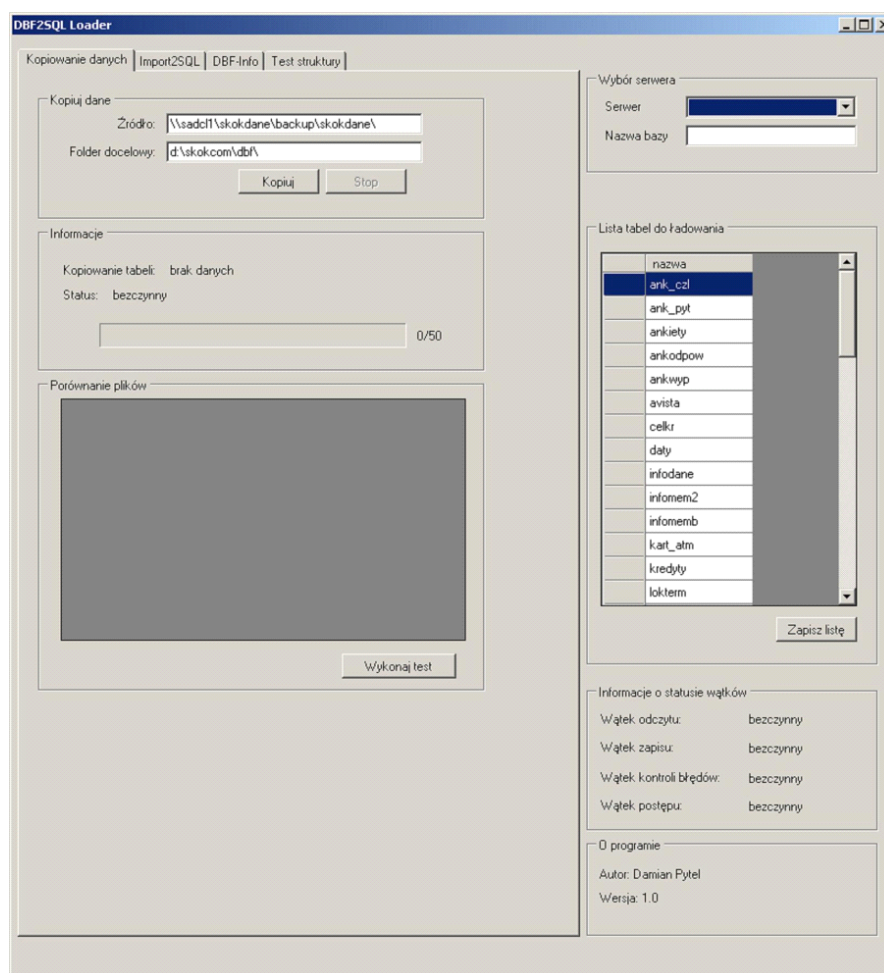 DBF2SQL Loader
Kopiowanie danych
Import2SQL
DBF-Info
Test struktury
Kopiuj dane
Źródło: \\sadcl1\skokdane\backup\skokdane\
Folder docelowy: d:\skokcom\dbf\
Kopiuj
Stop
Informacje
Kopiowanie tabeli: brak danych
Status: bezczynny
0/50
Porównanie plików
Wykonaj test
Wybór serwera
Serwer
Nazwa bazy
Lista tabel do ładowania
nazwa
ank_czl
ank_pyt
ankiety
ankodpow
ankwyp
avista
celkr
daty
infodane
infomem2
infomemb
kart_atm
kredyty
lokterm
Zapisz listę
Informacje o statusie wątków
Wątek odczytu: bezczynny
Wątek zapisu: bezczynny
Wątek kontroli błędów: bezczynny
Wątek postępu: bezczynny
O programie
Autor: Damian Pytel
Wersja: 1.0